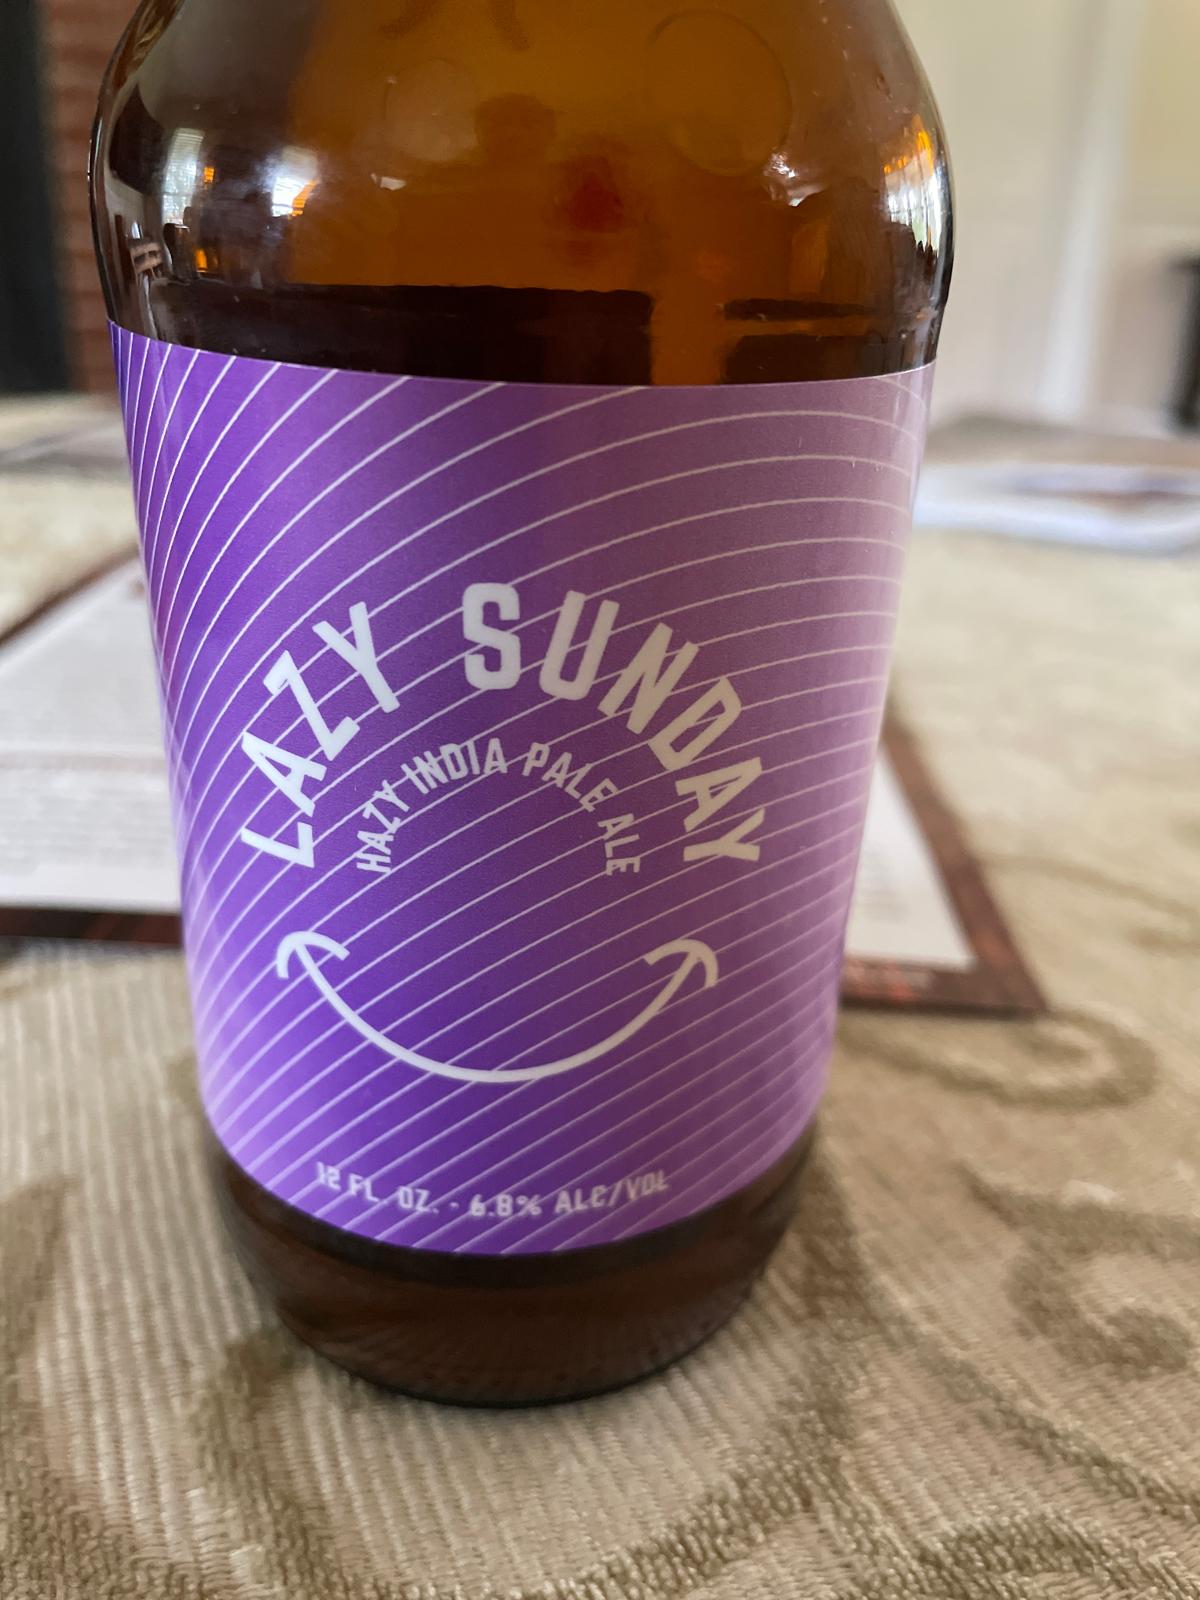 LAZY SUNDAY
HAZY INDIA PALE ALE
12 FL. OZ. - 6.8% ALC/VOL